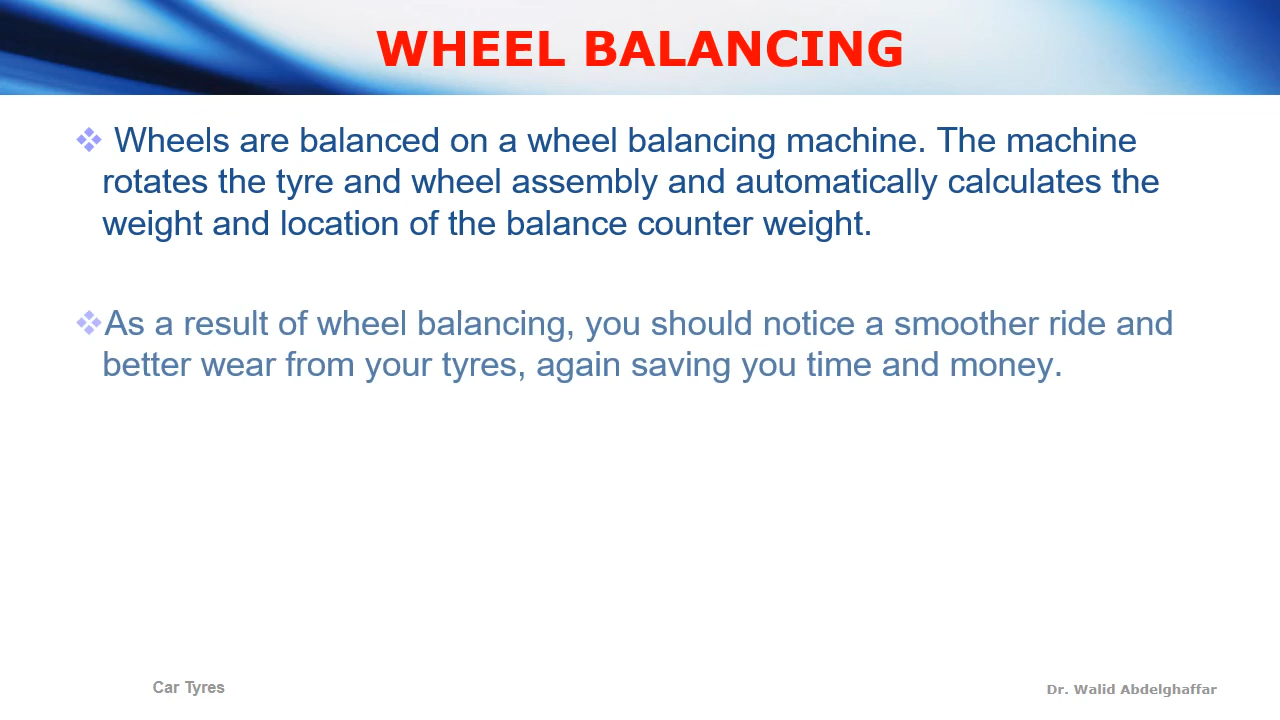 WHEEL BALANCING
❖ Wheels are balanced on a wheel balancing machine. The machine
rotates the tyre and wheel assembly and automatically calculates the
weight and location of the balance counter weight.
❖As a result of wheel balancing, you should notice a smoother ride and
better wear from your tyres, again saving you time and money.
Car Tyres
Dr. Walid Abdelghaffar